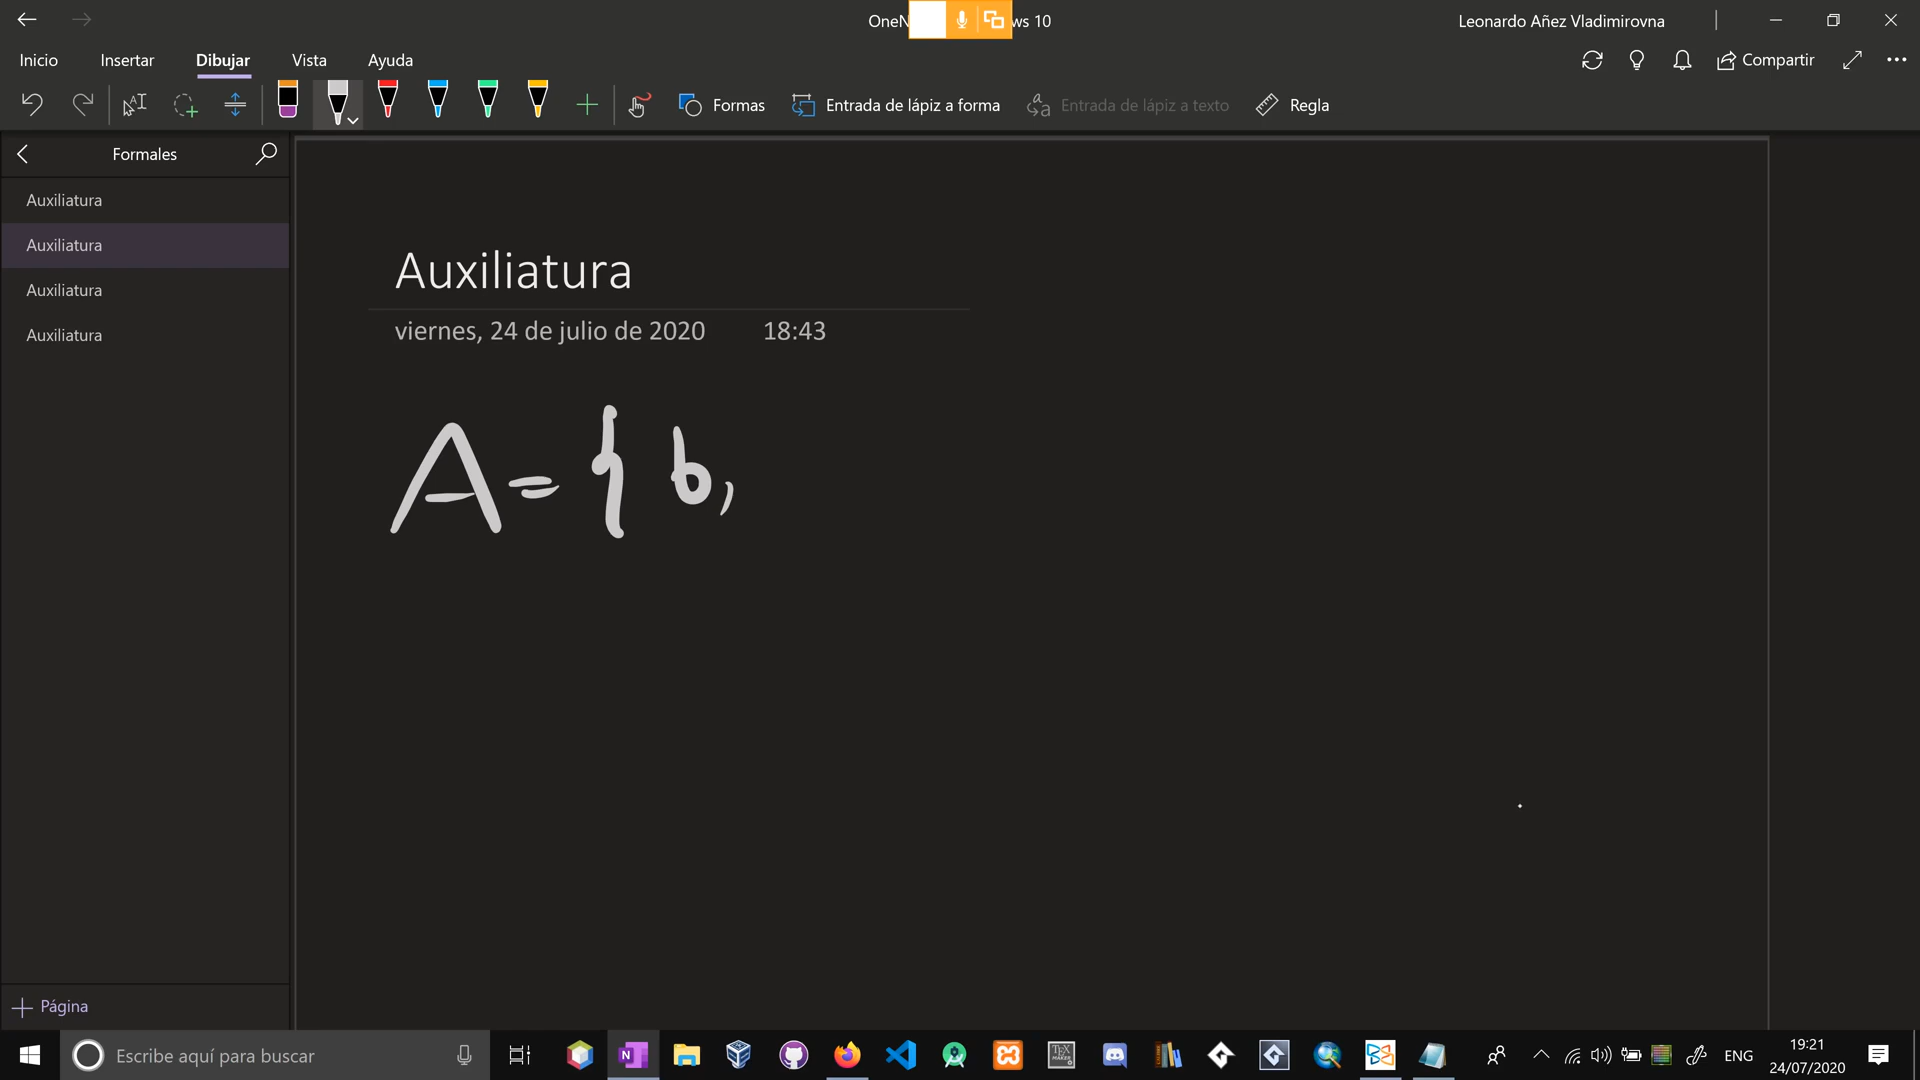 OneN
ws 10
Leonardo Añez Vladimirovna
Inicio
Insertar
Dibujar
Vista
Ayuda
Compartir
Formas
Entrada de lápiz a forma
Entrada de lápiz a texto
Regla
Formales
Auxiliatura
Auxiliatura
Auxiliatura
Auxiliatura
Auxiliatura
viernes, 24 de julio de 2020 18:43
A = { b,
Página
Escribe aquí para buscar
ENG
19:21
24/07/2020